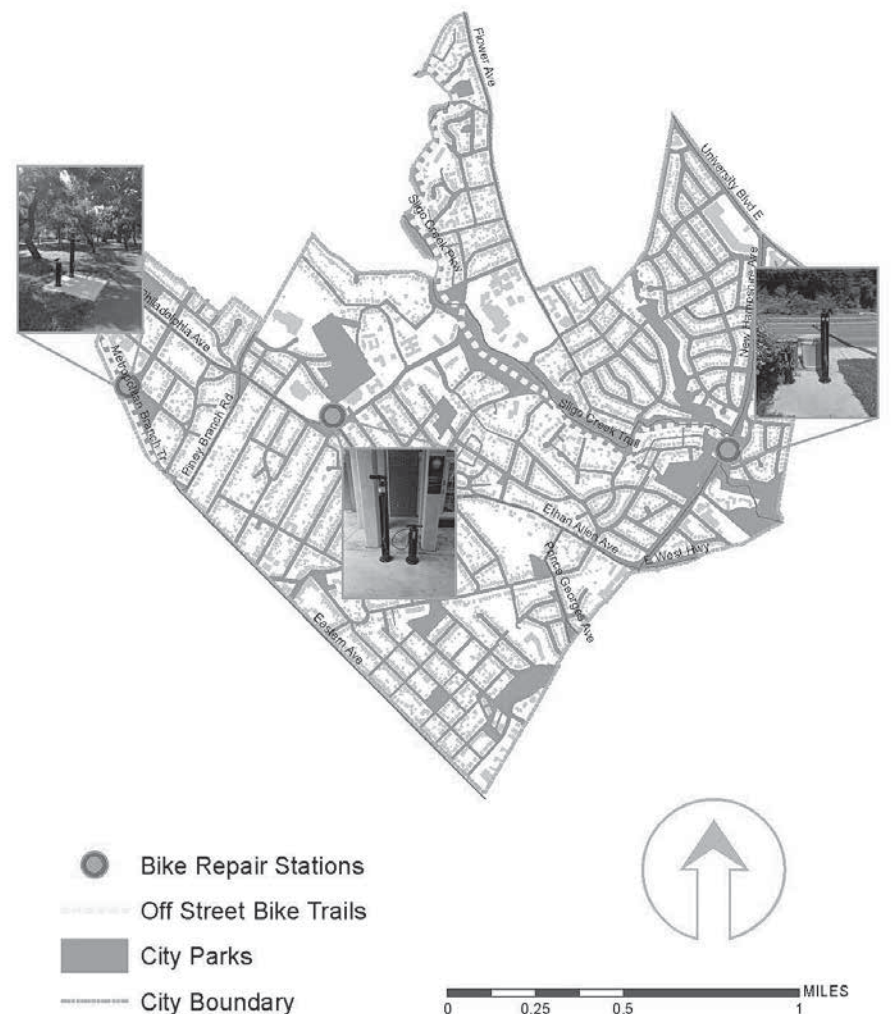 Flower Ave
University Blvd E
Sligo Creek Pkwy
New Hampshire Ave
Philadelphia Ave
Metropolitan Branch Tr.
Piney Branch Rd
Sligo Creek Trail
Ethan Allen Ave
E West Hwy
Prince Georges Ave
Eastern Ave
Bike Repair Stations
Off Street Bike Trails
City Parks
City Boundary
MILES
0 0.25 0.5 1